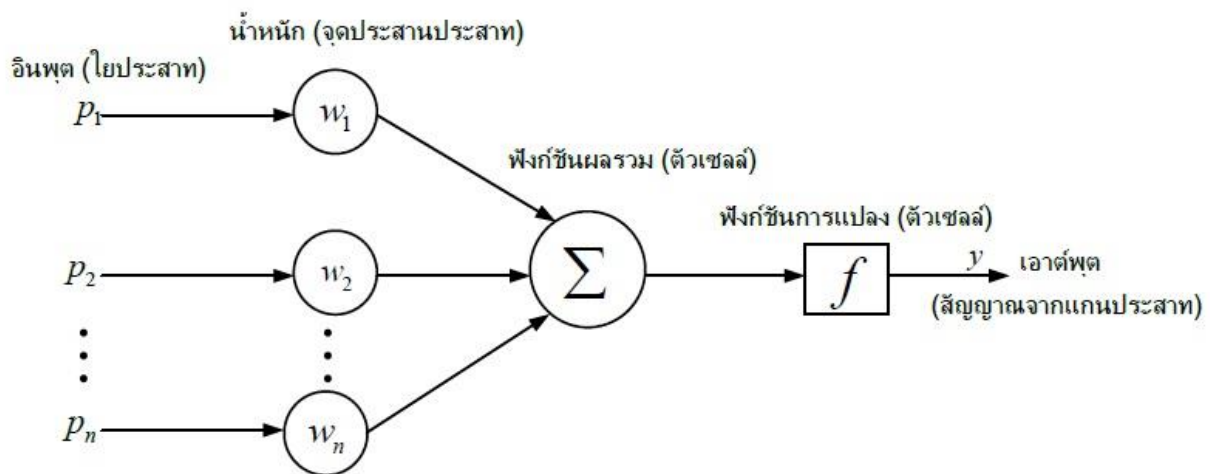 น้ำหนัก (จุดประสานประสาท)
อินพุต (ใยประสาท)
p₁
w₁
ฟังก์ชันผลรวม (ตัวเซลล์)
ฟังก์ชันการแปลง (ตัวเซลล์)
p₂
w₂
∑
f
y
เอาต์พุต
(สัญญาณจากแกนประสาท)
pₙ
wₙ